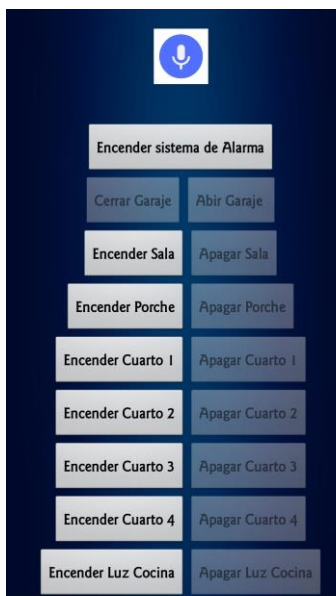 Encender sistema de Alarma
Cerrar Garaje Abir Garaje
Encender Sala Apagar Sala
Encender Porche Apagar Porche
Encender Cuarto 1 Apagar Cuarto 1
Encender Cuarto 2 Apagar Cuarto 2
Encender Cuarto 3 Apagar Cuarto 3
Encender Cuarto 4 Apagar Cuarto 4
Encender Luz Cocina Apagar Luz Cocina